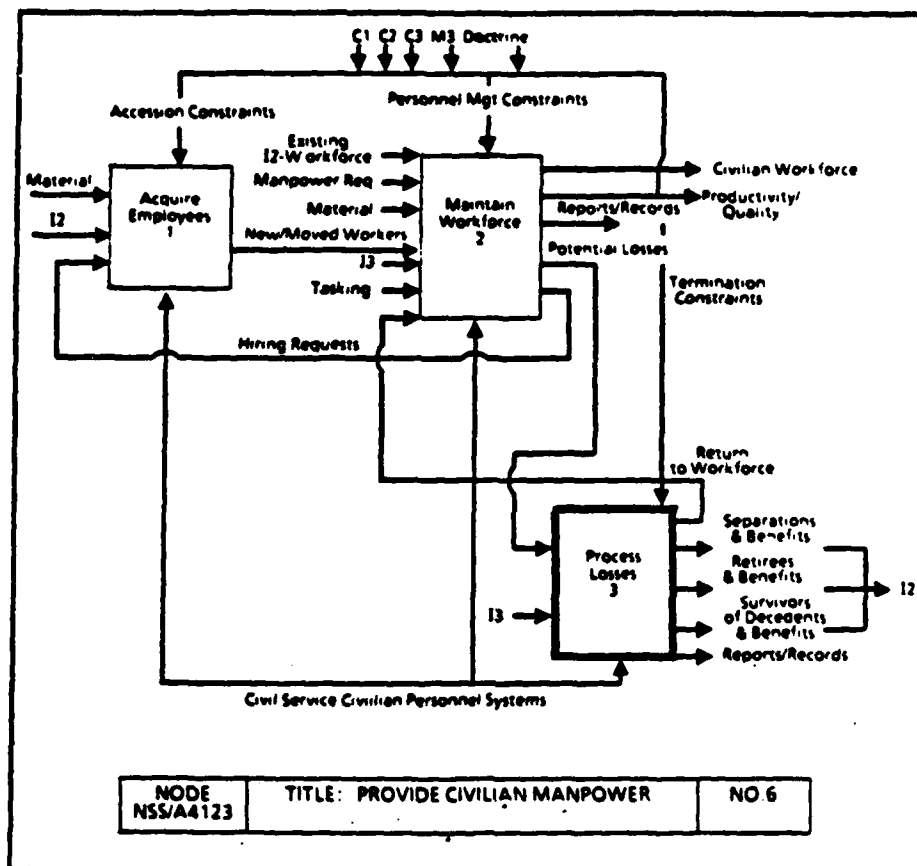 C1 C2 C3 M3 Doctrine
Accession Constraints
Personnel Mgt Constraints
Existing
I2-Workforce
Manpower Req
Material
New/Moved Workers
I3
Tasking
Material
I2
Acquire
Employees
1
Maintain
Workforce
2
Civilian Workforce
Productivity/
Quality
Reports/Records
Potential Losses
Termination
Constraints
Hiring Requests
Return
to Workforce
Process
Losses
3
I3
Separations
& Benefits
Retirees
& Benefits
Survivors
of Decedents
& Benefits
Reports/Records
I2
Civil Service Civilian Personnel Systems
NODE
NSS/A4123
TITLE: PROVIDE CIVILIAN MANPOWER
NO.6